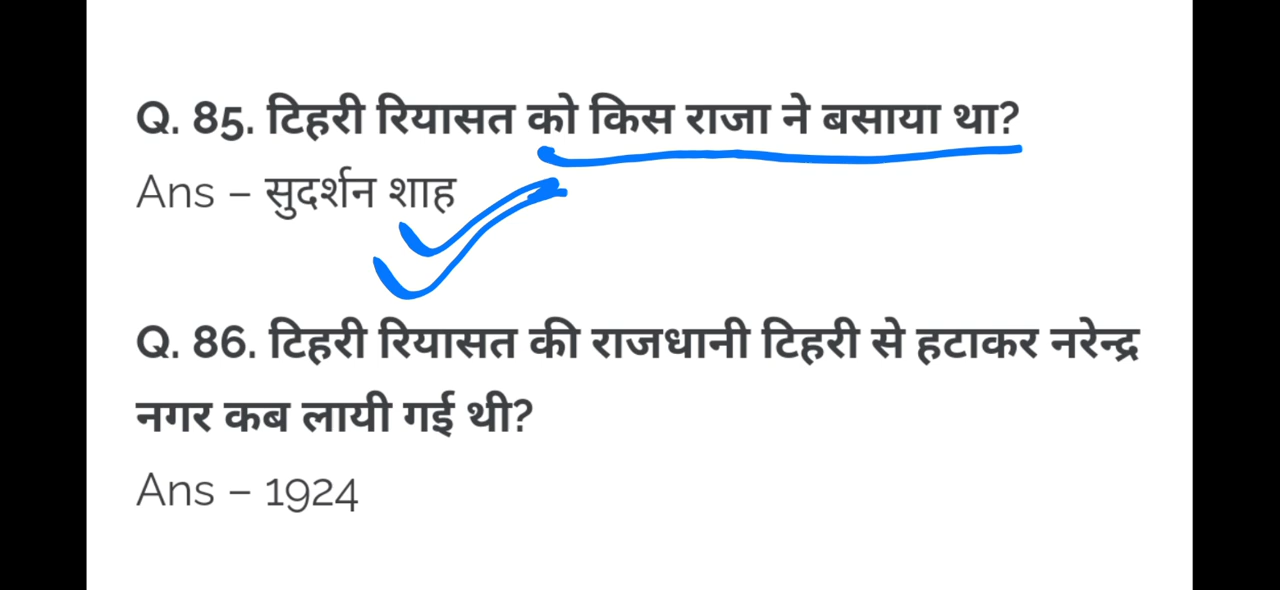 Q. 85. टिहरी रियासत को किस राजा ने बसाया था?
Ans – सुदर्शन शाह
Q. 86. टिहरी रियासत की राजधानी टिहरी से हटाकर नरेन्द्र
नगर कब लायी गई थी?
Ans – 1924